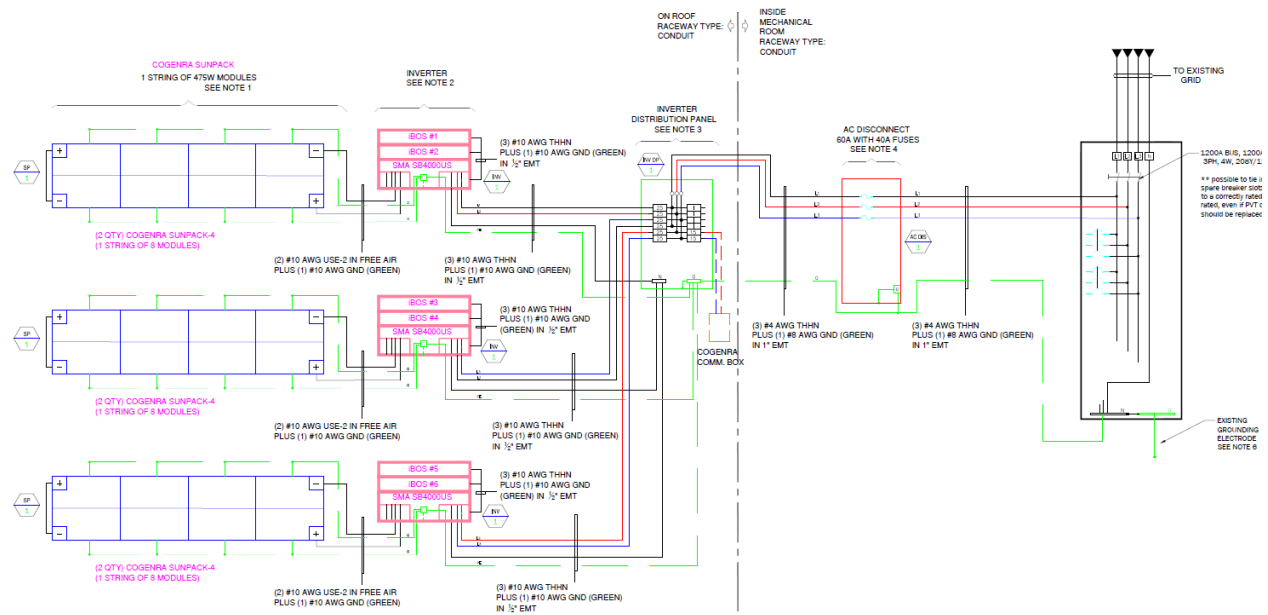 ON ROOF
RACEWAY TYPE:
CONDUIT
INSIDE
MECHANICAL
ROOM
RACEWAY TYPE:
CONDUIT
COGENRA SUNPACK
1 STRING OF 475W MODULES
SEE NOTE 1
INVERTER
SEE NOTE 2
INVERTER
DISTRIBUTION PANEL
SEE NOTE 3
AC DISCONNECT
60A WITH 40A FUSES
SEE NOTE 4
TO EXISTING
GRID
SP
1
iBOS #1
iBOS #2
SMA SB4000US
(3) #10 AWG THHN
PLUS (1) #10 AWG GND (GREEN)
IN ½" EMT
INV
1
INV DP
1
L1
L2
L3
N
1200A BUS, 1200A
3PH, 4W, 208Y/12
** possible to tie in
spare breaker slots
to a correctly rated
rated, even if PVT
should be replaced
(2 QTY) COGENRA SUNPACK-4
(1 STRING OF 8 MODULES)
(2) #10 AWG USE-2 IN FREE AIR
PLUS (1) #10 AWG GND (GREEN)
(3) #10 AWG THHN
PLUS (1) #10 AWG GND (GREEN)
IN ½" EMT
AC DIS
1
N
G
SP
1
iBOS #3
iBOS #4
SMA SB4000US
(3) #10 AWG THHN
PLUS (1) #10 AWG GND
(GREEN) IN ½" EMT
INV
1
COGENRA
COMM. BOX
(3) #4 AWG THHN
PLUS (1) #8 AWG GND (GREEN)
IN 1" EMT
(3) #4 AWG THHN
PLUS (1) #8 AWG GND (GREEN)
IN 1" EMT
(2 QTY) COGENRA SUNPACK-4
(1 STRING OF 8 MODULES)
(2) #10 AWG USE-2 IN FREE AIR
PLUS (1) #10 AWG GND (GREEN)
(3) #10 AWG THHN
PLUS (1) #10 AWG GND (GREEN)
IN ½" EMT
N
G
EXISTING
GROUNDING
ELECTRODE
SEE NOTE 6
SP
1
iBOS #5
iBOS #6
SMA SB4000US
(3) #10 AWG THHN
PLUS (1) #10 AWG GND
(GREEN) IN ½" EMT
INV
1
(2 QTY) COGENRA SUNPACK-4
(1 STRING OF 8 MODULES)
(2) #10 AWG USE-2 IN FREE AIR
PLUS (1) #10 AWG GND (GREEN)
(3) #10 AWG THHN
PLUS (1) #10 AWG GND (GREEN)
IN ½" EMT